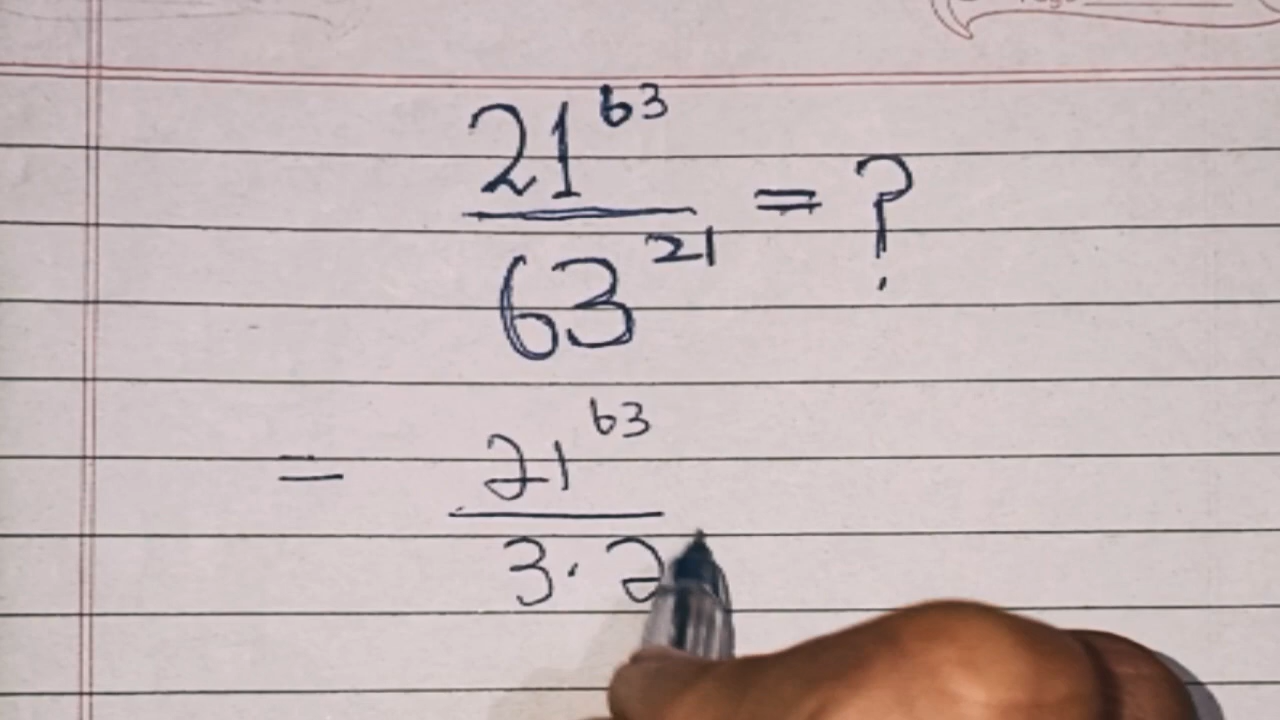 21^63 / 63^21 = ?
= 21^63 / 3·2